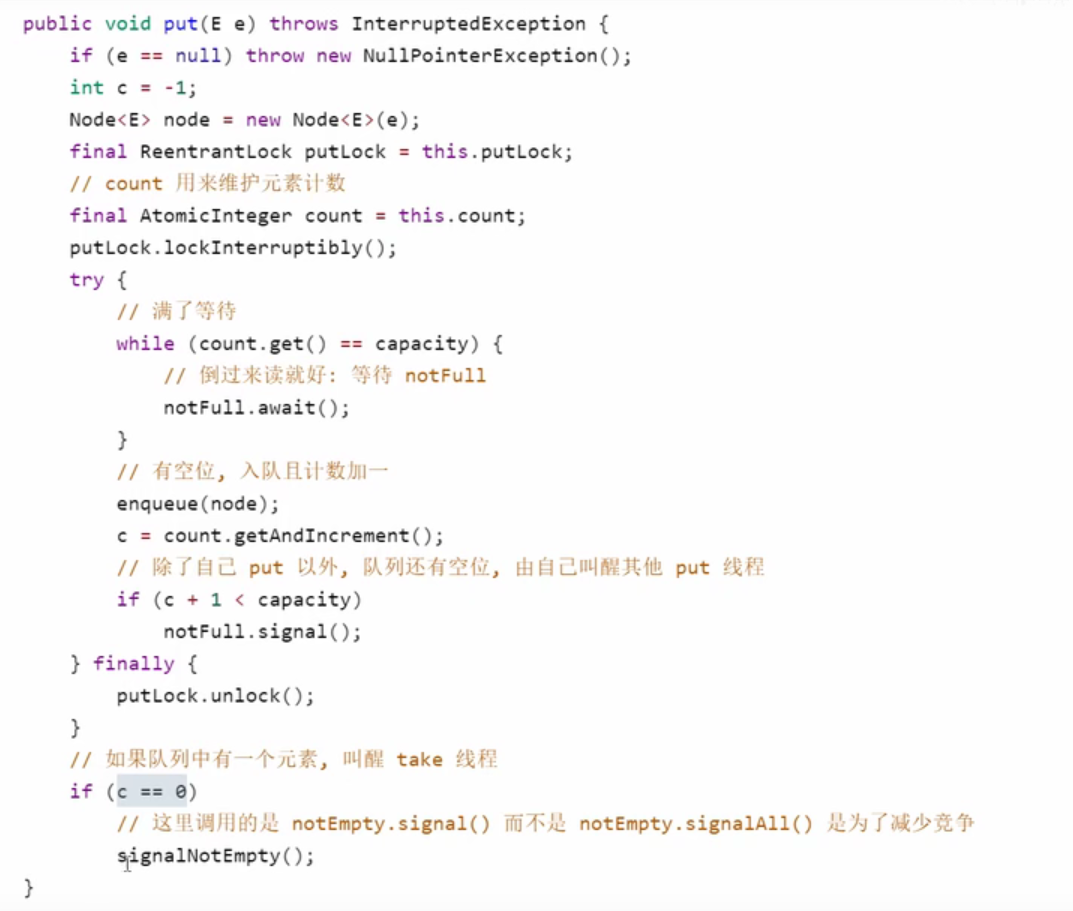 public void put(E e) throws InterruptedException {
    if (e == null) throw new NullPointerException();
    int c = -1;
    Node<E> node = new Node<E>(e);
    final ReentrantLock putLock = this.putLock;
    // count 用来维护元素计数
    final AtomicInteger count = this.count;
    putLock.lockInterruptibly();
    try {
        // 满了等待
        while (count.get() == capacity) {
            // 倒过来读就好: 等待 notFull
            notFull.await();
        }
        // 有空位, 入队且计数加一
        enqueue(node);
        c = count.getAndIncrement();
        // 除了自己 put 以外, 队列还有空位, 由自己叫醒其他 put 线程
        if (c + 1 < capacity)
            notFull.signal();
    } finally {
        putLock.unlock();
    }
    // 如果队列中有一个元素, 叫醒 take 线程
    if (c == 0)
        // 这里调用的是 notEmpty.signal() 而不是 notEmpty.signalAll() 是为了减少竞争
        signalNotEmpty();
}